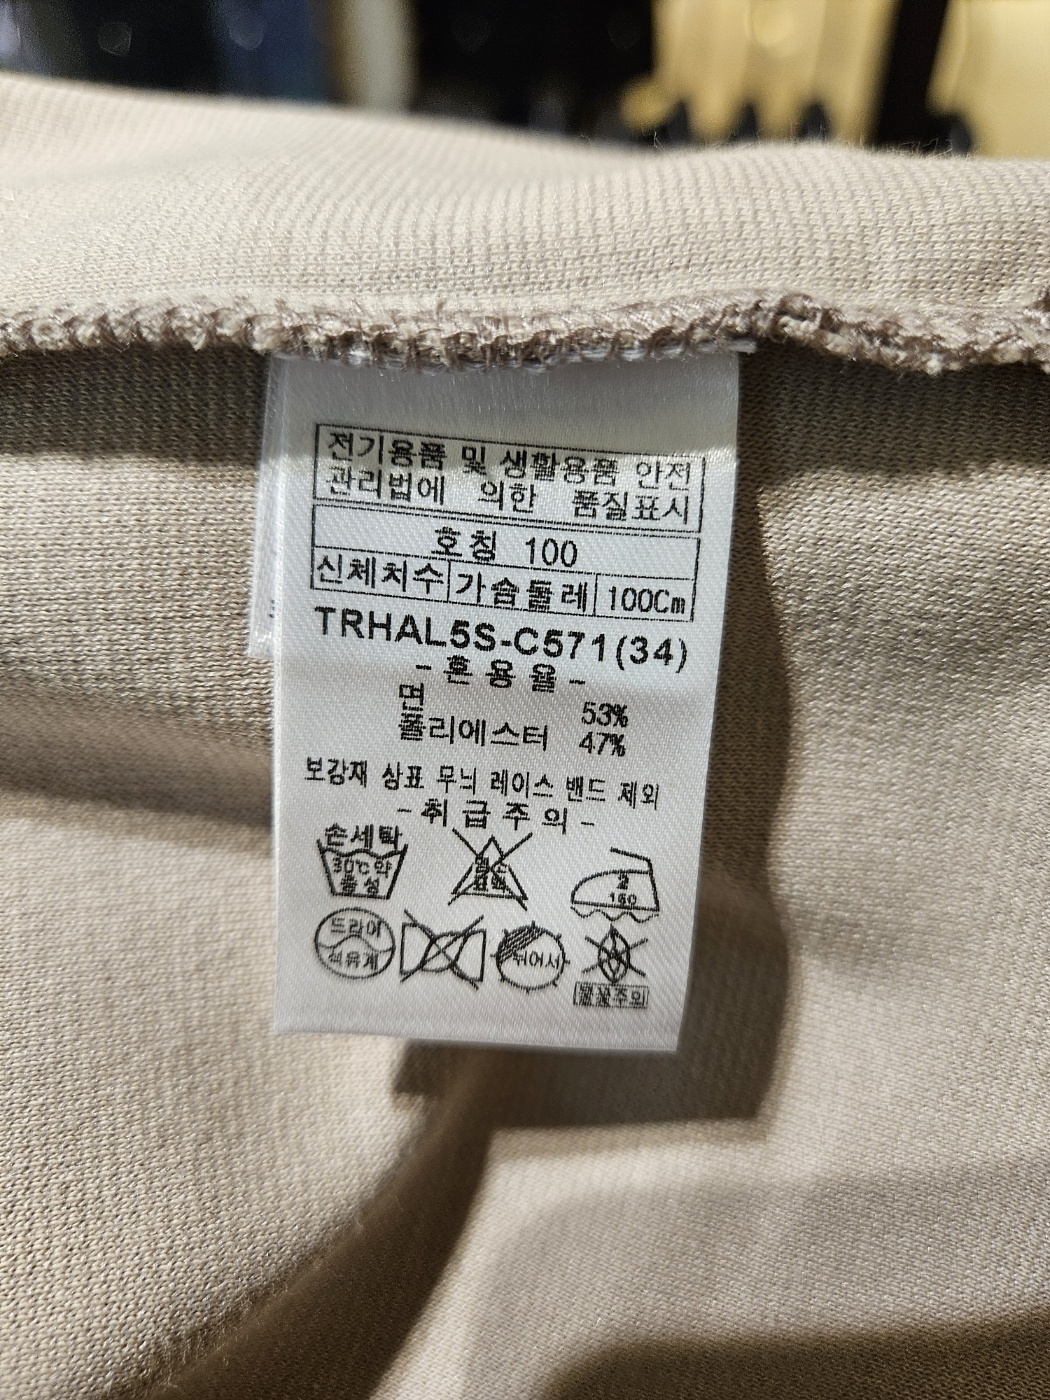 전기용품 및 생활용품 안전
관리법에 의한 품질표시
호칭 100
신체치수 가슴둘레 100Cm
TRHAL5S-C571(34)
- 혼 용 율 -
면 53%
폴리에스터 47%
보강재 상표 무늬 레이스 밴드 제외
- 취 급 주 의 -
손세탁
30℃약
중성
2
160
드라이
석유계
뉘어서